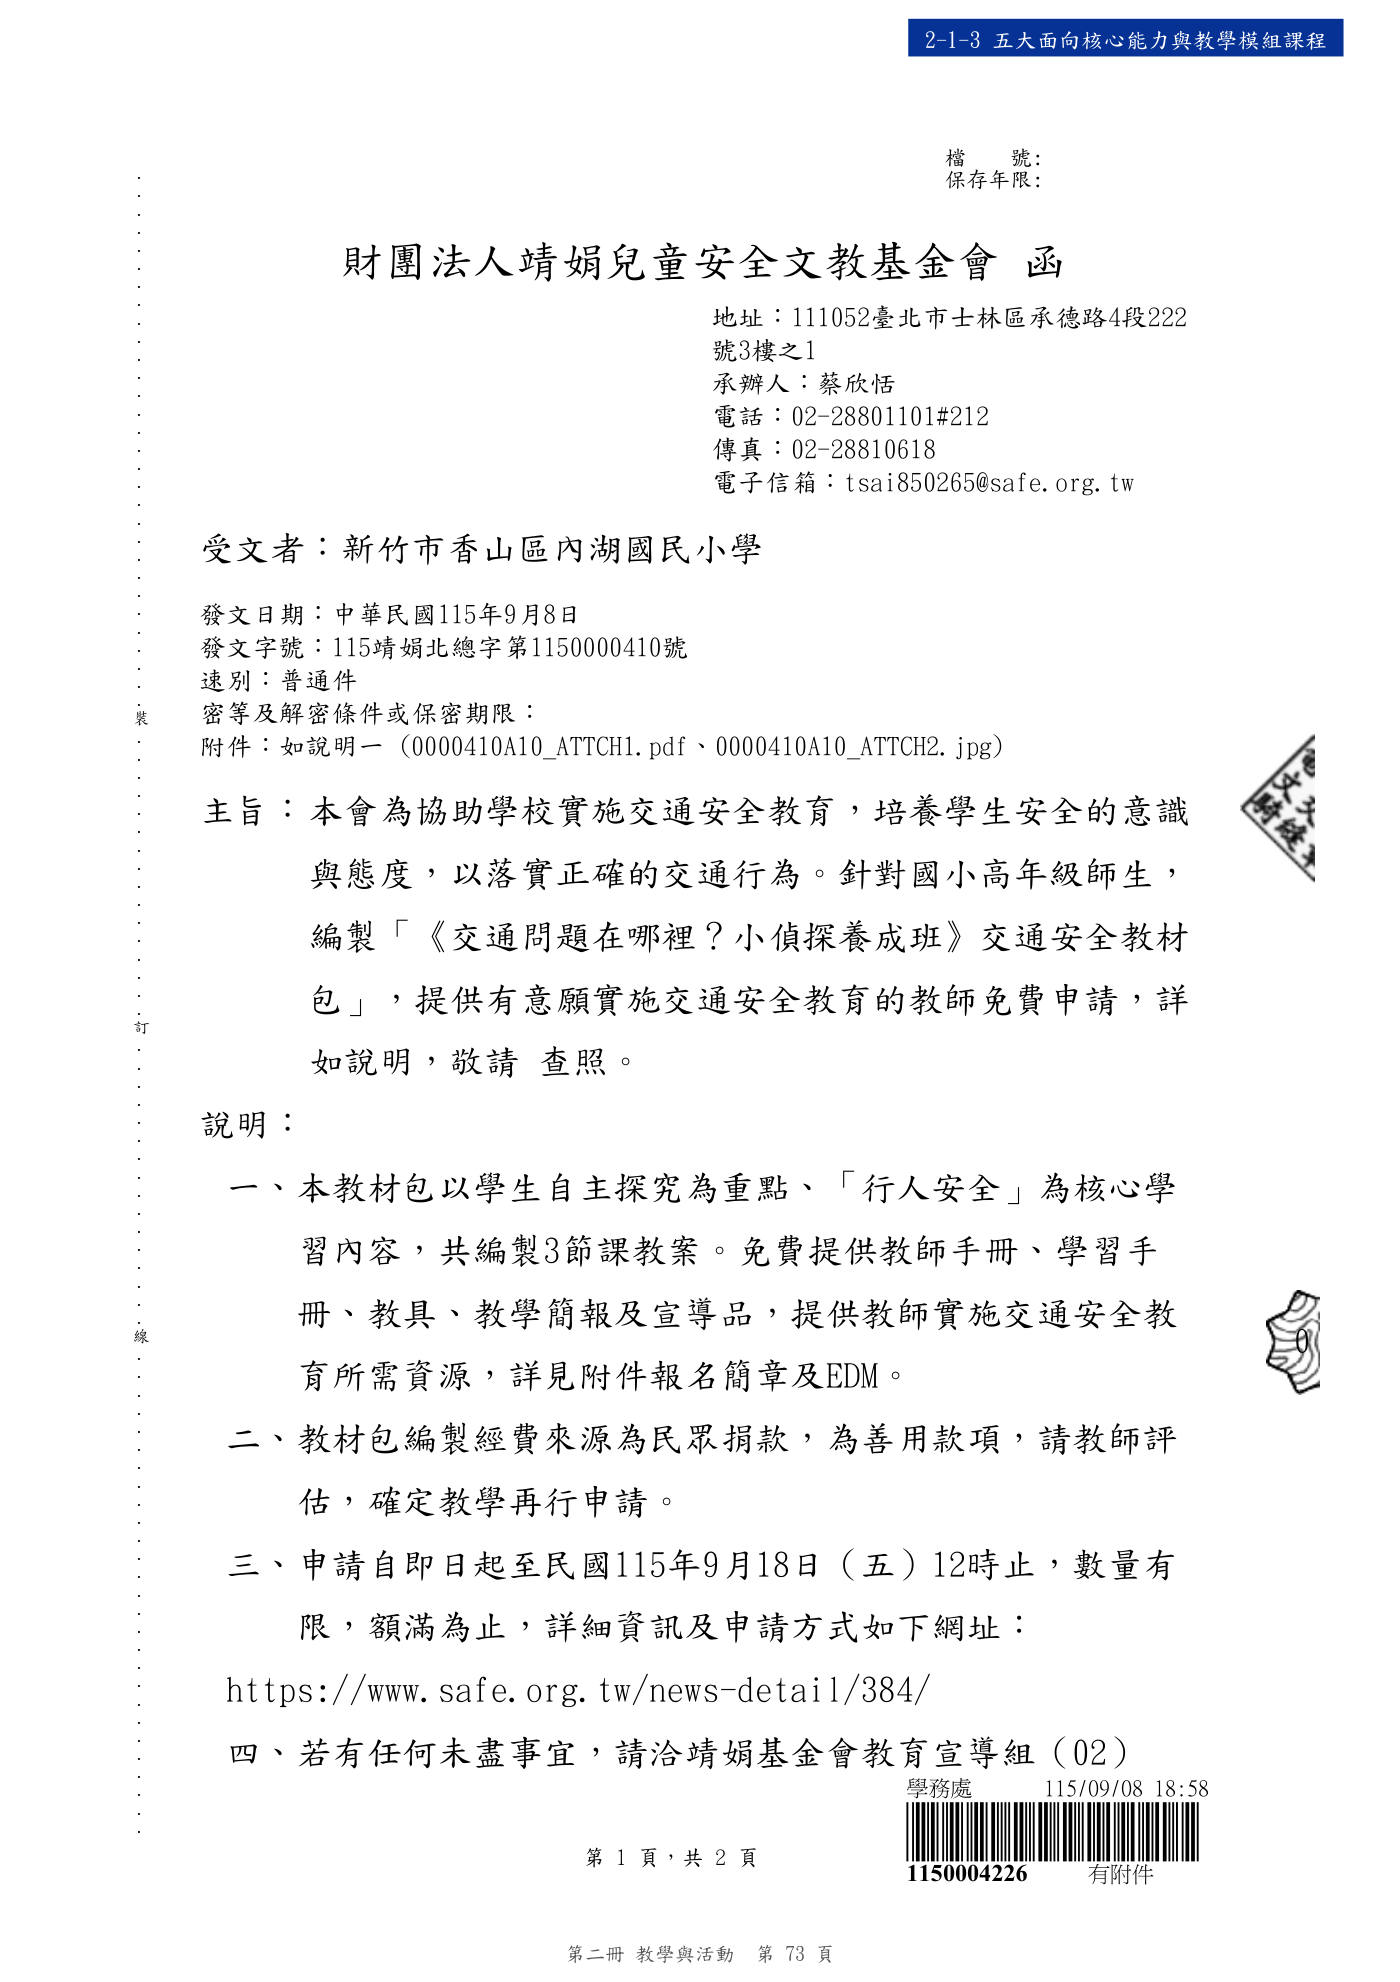 2-1-3 五大面向核心能力與教學模組課程
檔　　號:
保存年限:
財團法人靖娟兒童安全文教基金會 函
地址：111052臺北市士林區承德路4段222
號3樓之1
承辦人：蔡欣恬
電話：02-28801101#212
傳真：02-28810618
電子信箱：tsai850265@safe.org.tw
受文者：新竹市香山區內湖國民小學
發文日期：中華民國115年9月8日
發文字號：115靖娟北總字第1150000410號
速別：普通件
密等及解密條件或保密期限：
附件：如說明一 (0000410A10_ATTCH1.pdf、0000410A10_ATTCH2.jpg)
主旨：本會為協助學校實施交通安全教育，培養學生安全的意識
與態度，以落實正確的交通行為。針對國小高年級師生，
編製「《交通問題在哪裡？小偵探養成班》交通安全教材
包」，提供有意願實施交通安全教育的教師免費申請，詳
如說明，敬請 查照。
說明：
一、本教材包以學生自主探究為重點、「行人安全」為核心學
習內容，共編製3節課教案。免費提供教師手冊、學習手
冊、教具、教學簡報及宣導品，提供教師實施交通安全教
育所需資源，詳見附件報名簡章及EDM。
二、教材包編製經費來源為民眾捐款，為善用款項，請教師評
估，確定教學再行申請。
三、申請自即日起至民國115年9月18日（五）12時止，數量有
限，額滿為止，詳細資訊及申請方式如下網址：
https://www.safe.org.tw/news-detail/384/
四、若有任何未盡事宜，請洽靖娟基金會教育宣導組（02）
裝
訂
線
0
學務處 115/09/08 18:58
1150004226 有附件
第 1 頁，共 2 頁
第二冊 教學與活動 第 73 頁